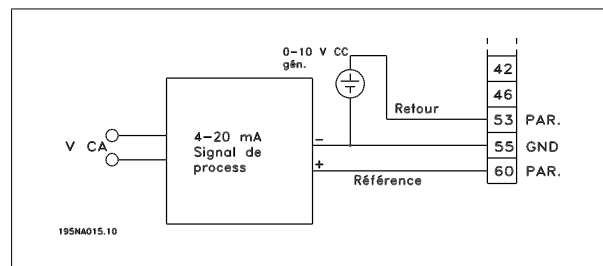 0-10 V CC
gén.
42
46
Retour
53 PAR.
4-20 mA
Signal de
process
V CA
-
55 GND
+
60 PAR.
Référence
195NA015.10